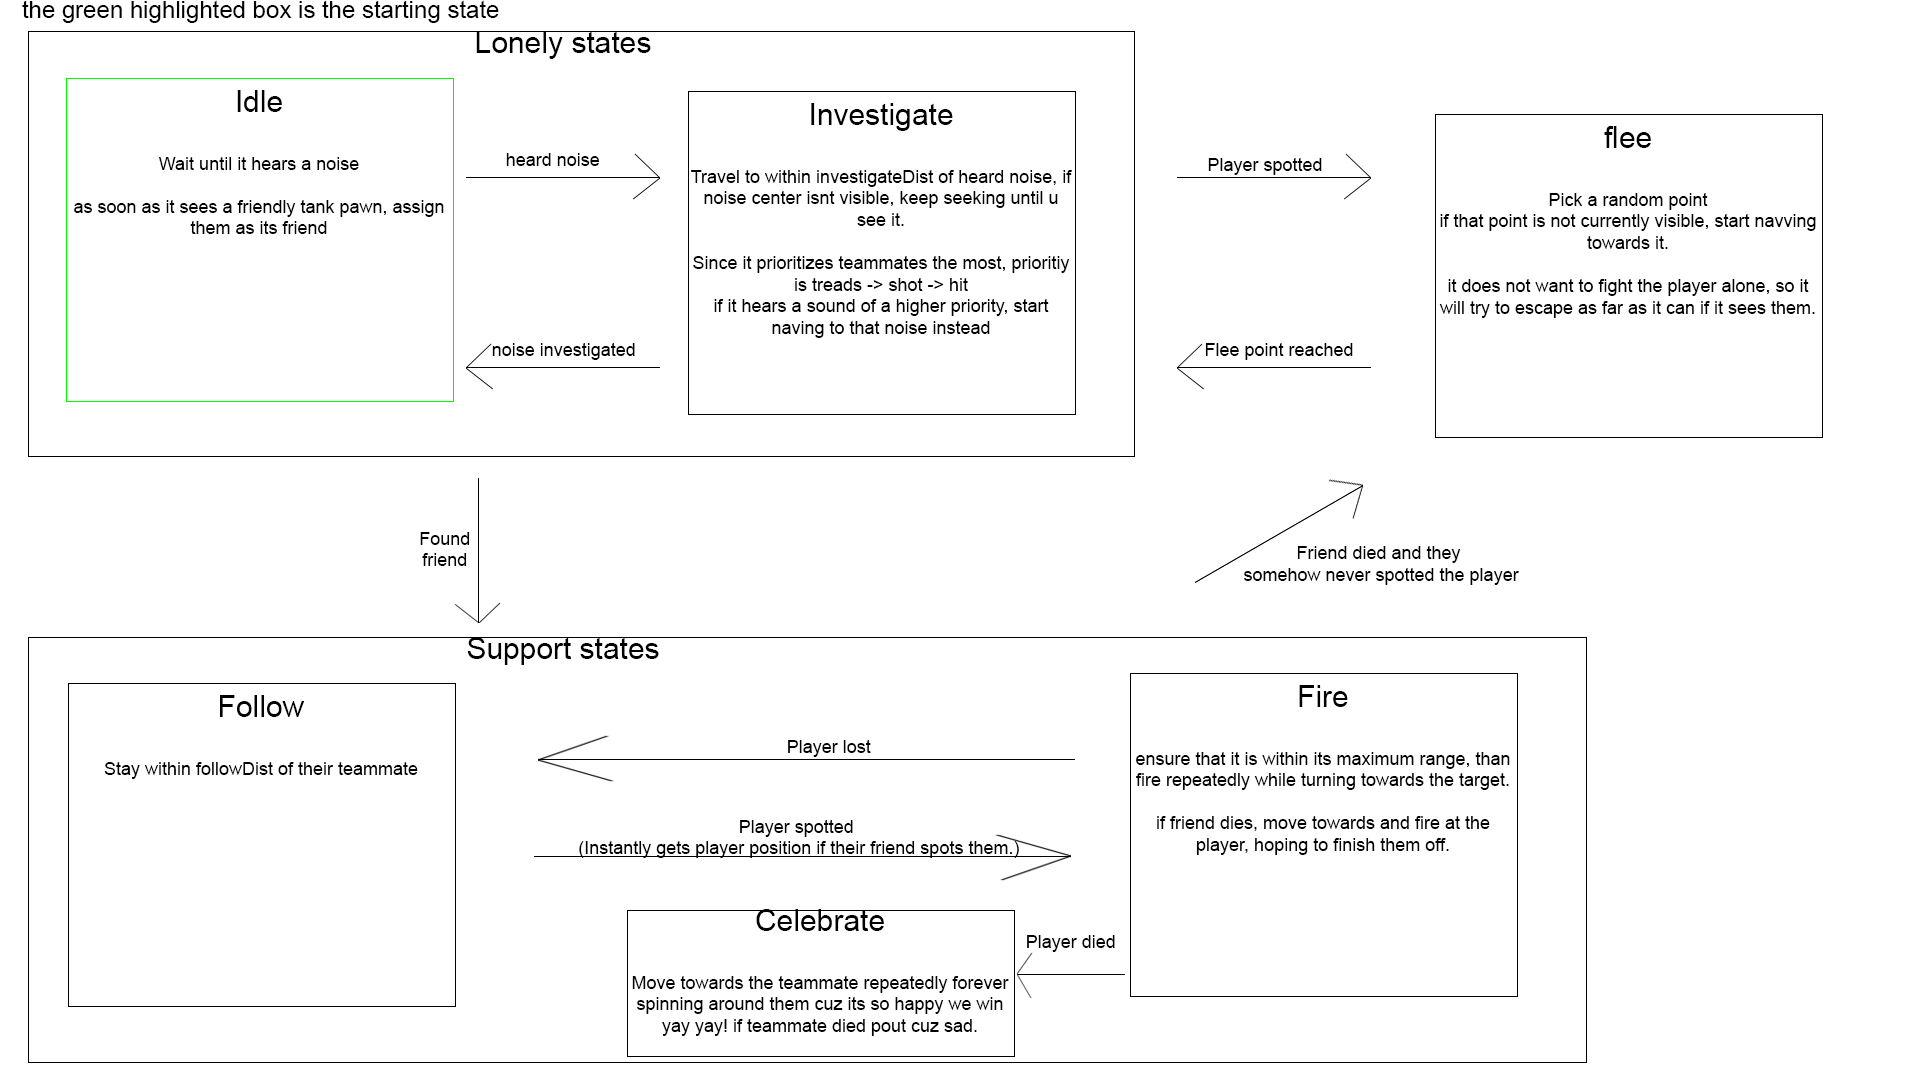 the green highlighted box is the starting state
Lonely states
Idle
Wait until it hears a noise
as soon as it sees a friendly tank pawn, assign
them as its friend
heard noise
noise investigated
Investigate
Travel to within investigateDist of heard noise, if
noise center isnt visible, keep seeking until u
see it.
Since it prioritizes teammates the most, prioritiy
is treads -> shot -> hit
if it hears a sound of a higher priority, start
naving to that noise instead
Player spotted
Flee point reached
flee
Pick a random point
if that point is not currently visible, start navving
towards it.
it does not want to fight the player alone, so it
will try to escape as far as it can if it sees them.
Found
friend
Friend died and they
somehow never spotted the player
Support states
Follow
Stay within followDist of their teammate
Player lost
Player spotted
(Instantly gets player position if their friend spots them.)
Fire
ensure that it is within its maximum range, than
fire repeatedly while turning towards the target.
if friend dies, move towards and fire at the
player, hoping to finish them off.
Player died
Celebrate
Move towards the teammate repeatedly forever
spinning around them cuz its so happy we win
yay yay! if teammate died pout cuz sad.